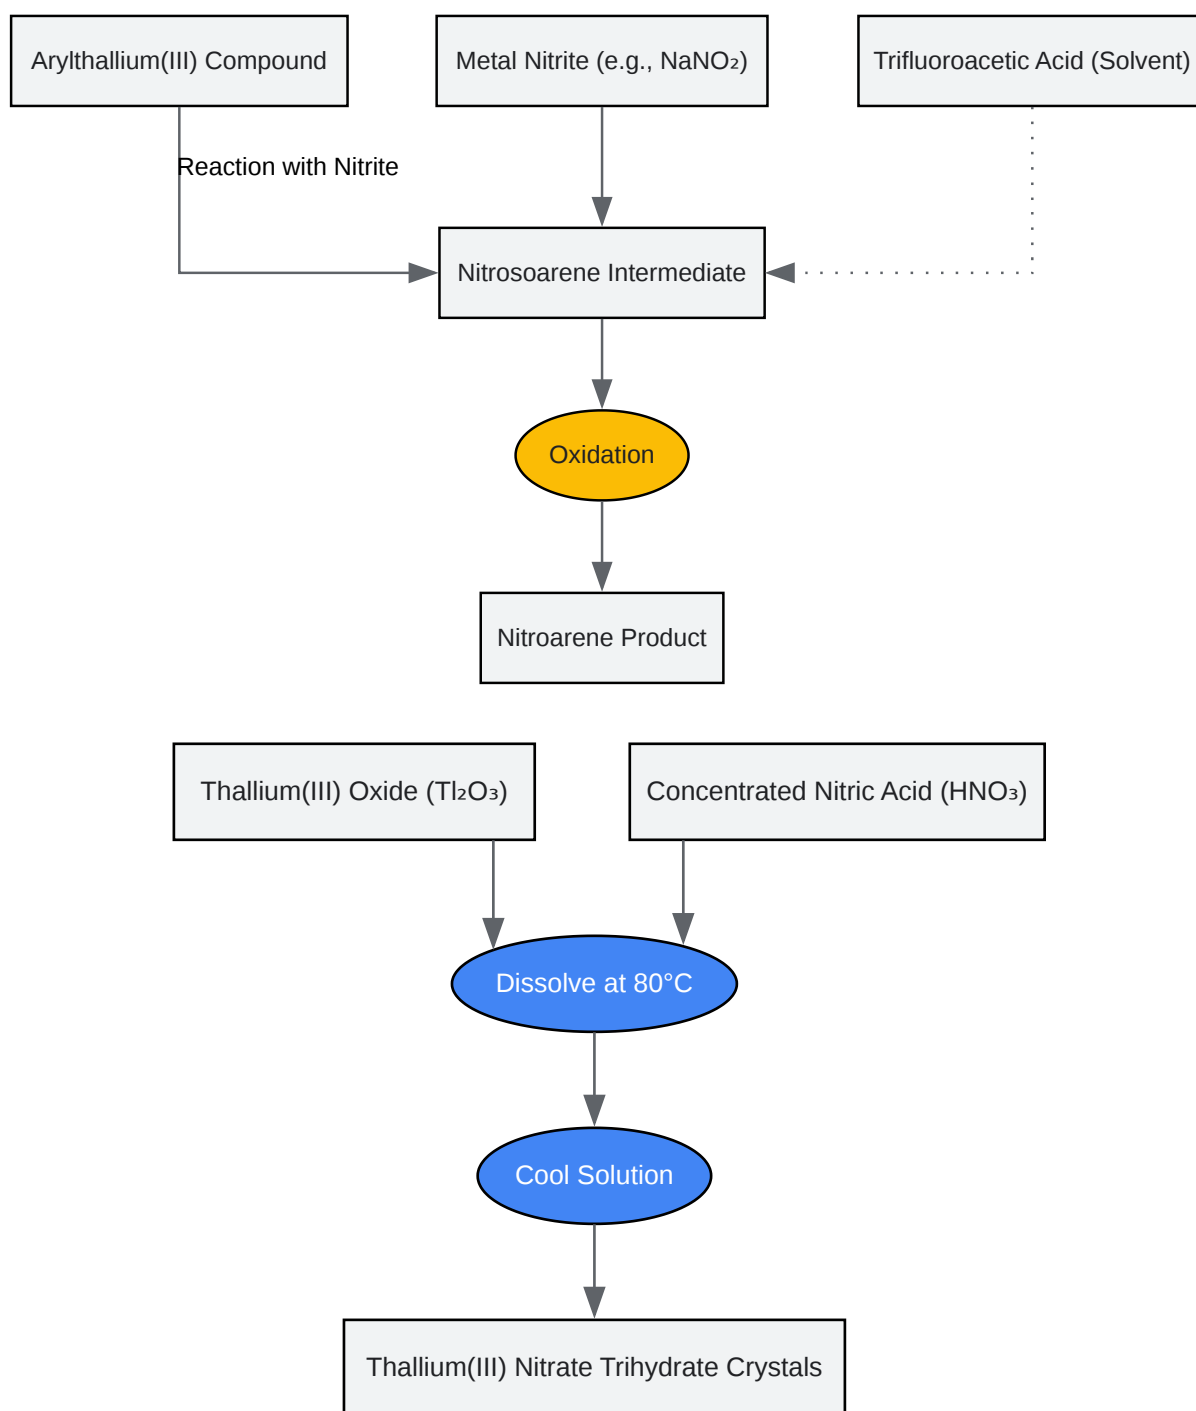 Arylthallium(III) Compound
Metal Nitrite (e.g., NaNO₂)
Trifluoroacetic Acid (Solvent)
Reaction with Nitrite
Nitrosoarene Intermediate
Oxidation
Nitroarene Product
Thallium(III) Oxide (Tl₂O₃)
Concentrated Nitric Acid (HNO₃)
Dissolve at 80°C
Cool Solution
Thallium(III) Nitrate Trihydrate Crystals